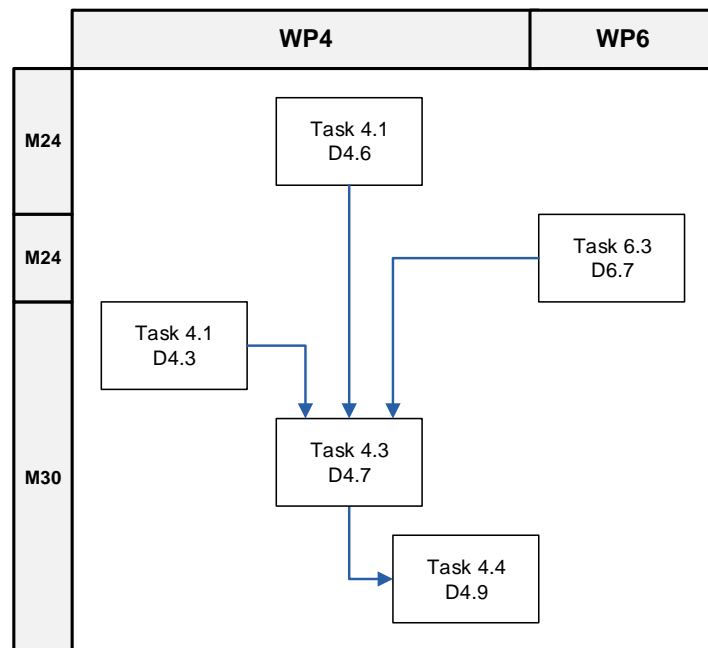 WP4
WP6
M24
Task 4.1
D4.6
M24
Task 6.3
D6.7
M30
Task 4.1
D4.3
Task 4.3
D4.7
Task 4.4
D4.9